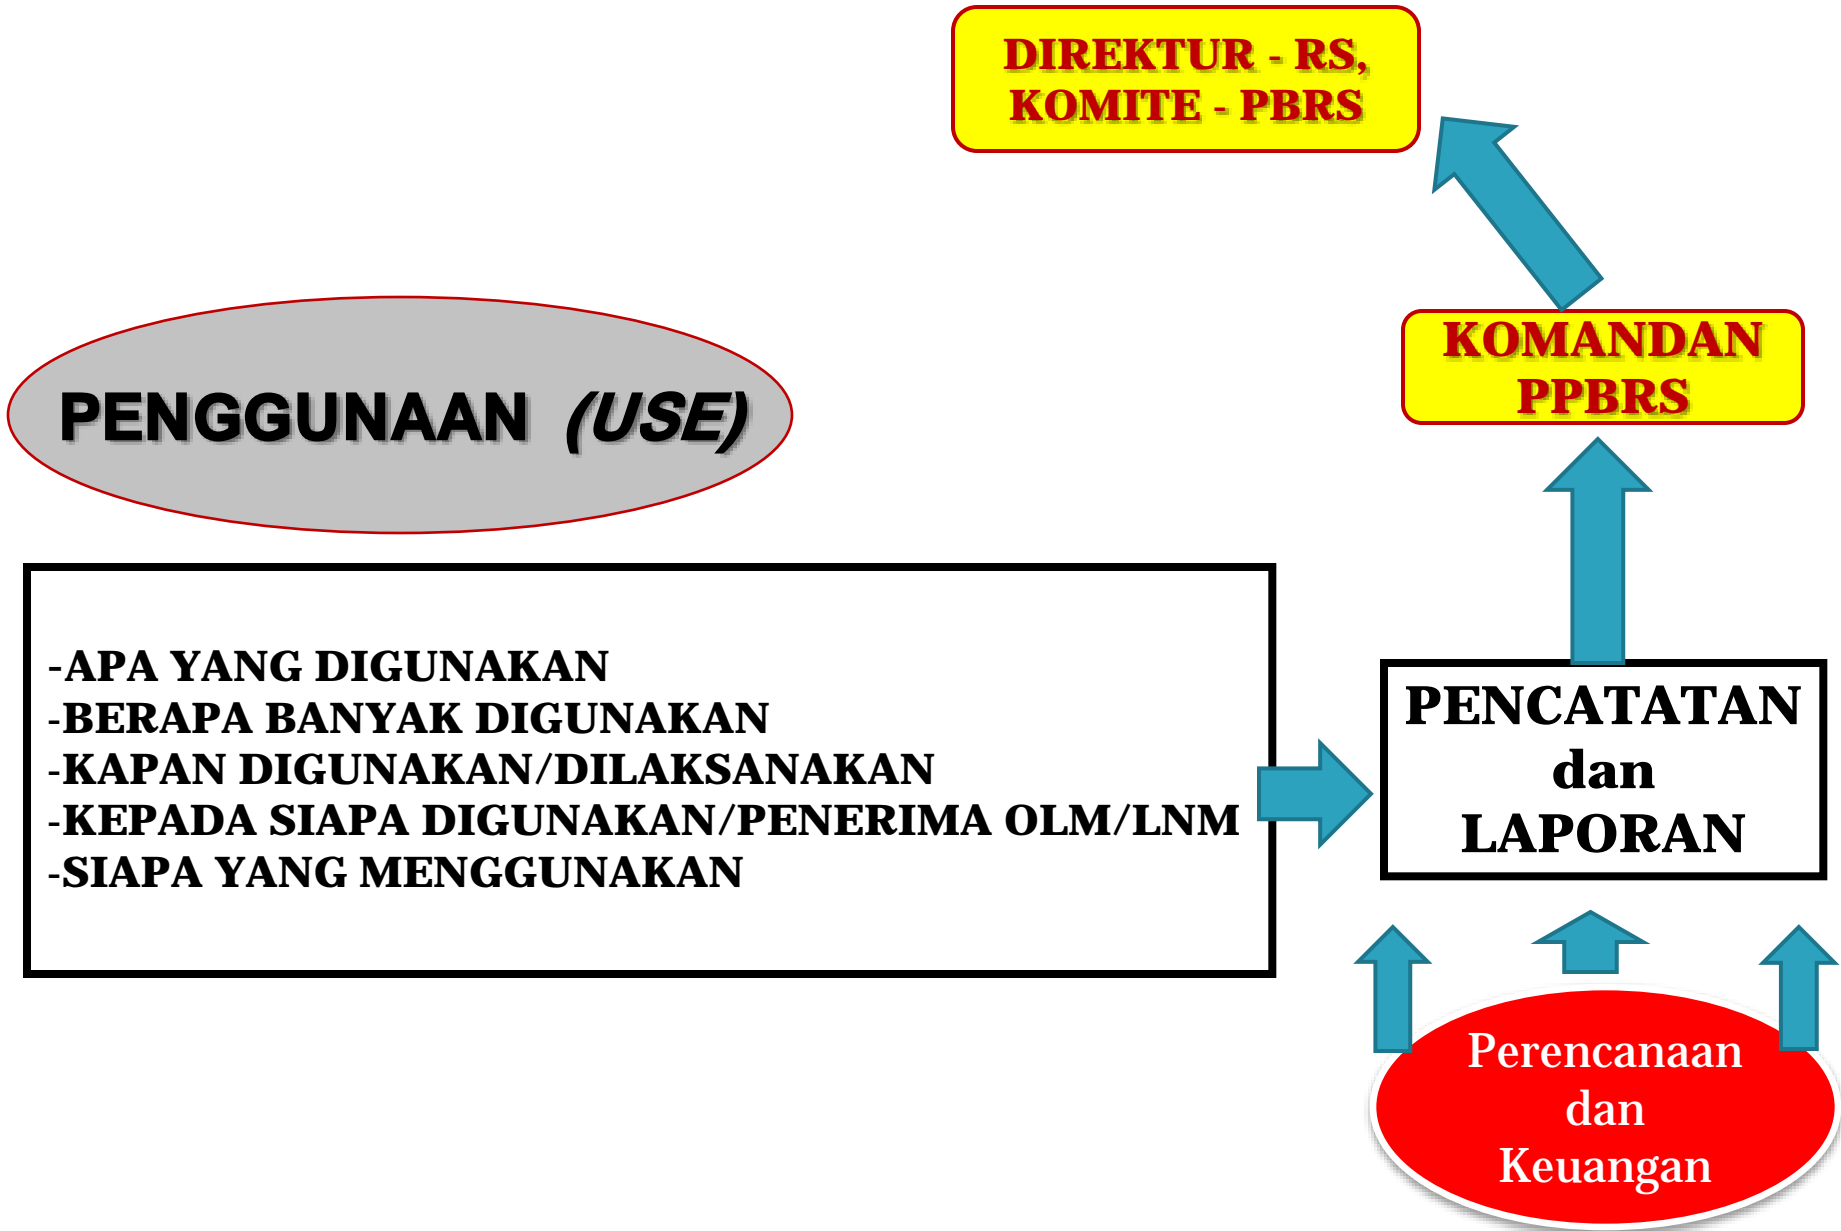 DIREKTUR - RS,
KOMITE - PBRS
KOMANDAN
PPBRS
PENGGUNAAN (USE)
-APA YANG DIGUNAKAN
-BERAPA BANYAK DIGUNAKAN
-KAPAN DIGUNAKAN/DILAKSANAKAN
-KEPADA SIAPA DIGUNAKAN/PENERIMA OLM/LNM
-SIAPA YANG MENGGUNAKAN
PENCATATAN
dan
LAPORAN
Perencanaan
dan
Keuangan